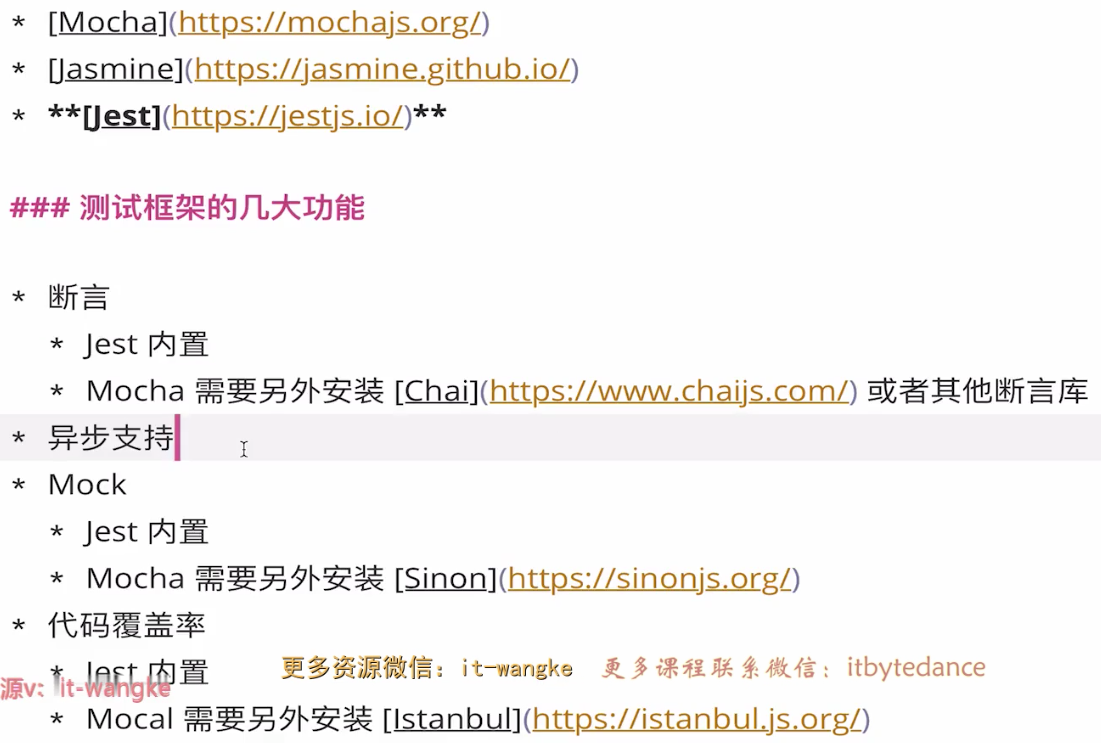 * [Mocha](https://mochajs.org/)
* [Jasmine](https://jasmine.github.io/)
* **[Jest](https://jestjs.io/)**
### 测试框架的几大功能
* 断言
* Jest 内置
* Mocha 需要另外安装 [Chai](https://www.chaijs.com/) 或者其他断言库
* 异步支持
* Mock
* Jest 内置
* Mocha 需要另外安装 [Sinon](https://sinonjs.org/)
* 代码覆盖率
* Jest 内置
更多资源微信：it-wangke 更多课程联系微信：itbytedance
源v: it-wangke
* Mocal 需要另外安装 [Istanbul](https://istanbul.js.org/)